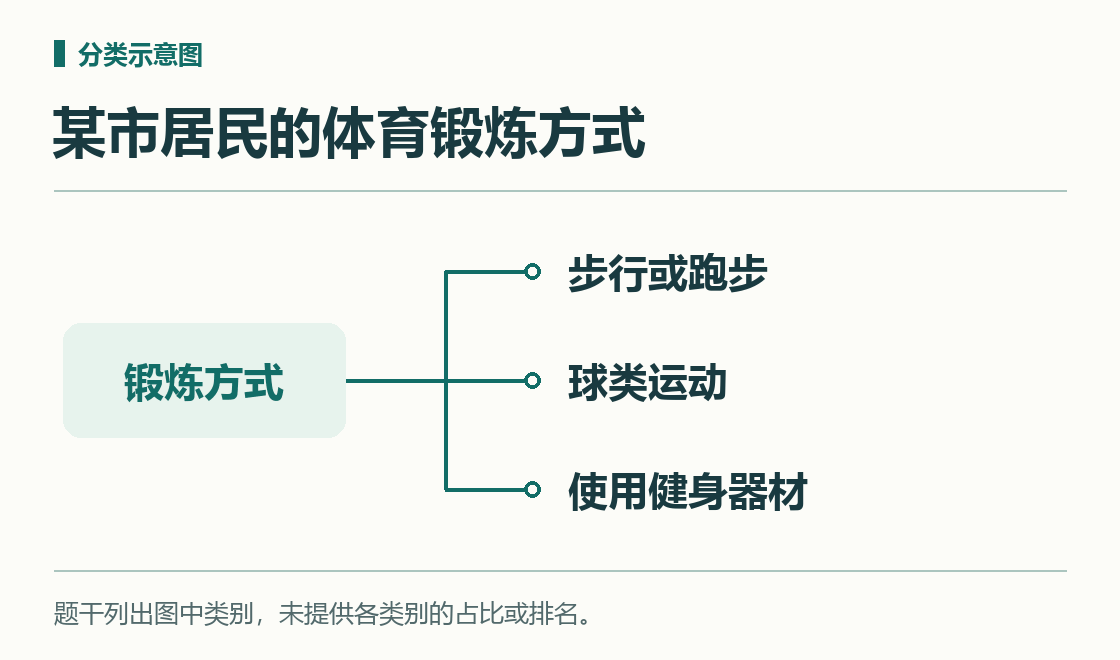 分类示意图
某市居民的体育锻炼方式
步行或跑步
锻炼方式
球类运动
使用健身器材
题干列出图中类别，未提供各类别的占比或排名。